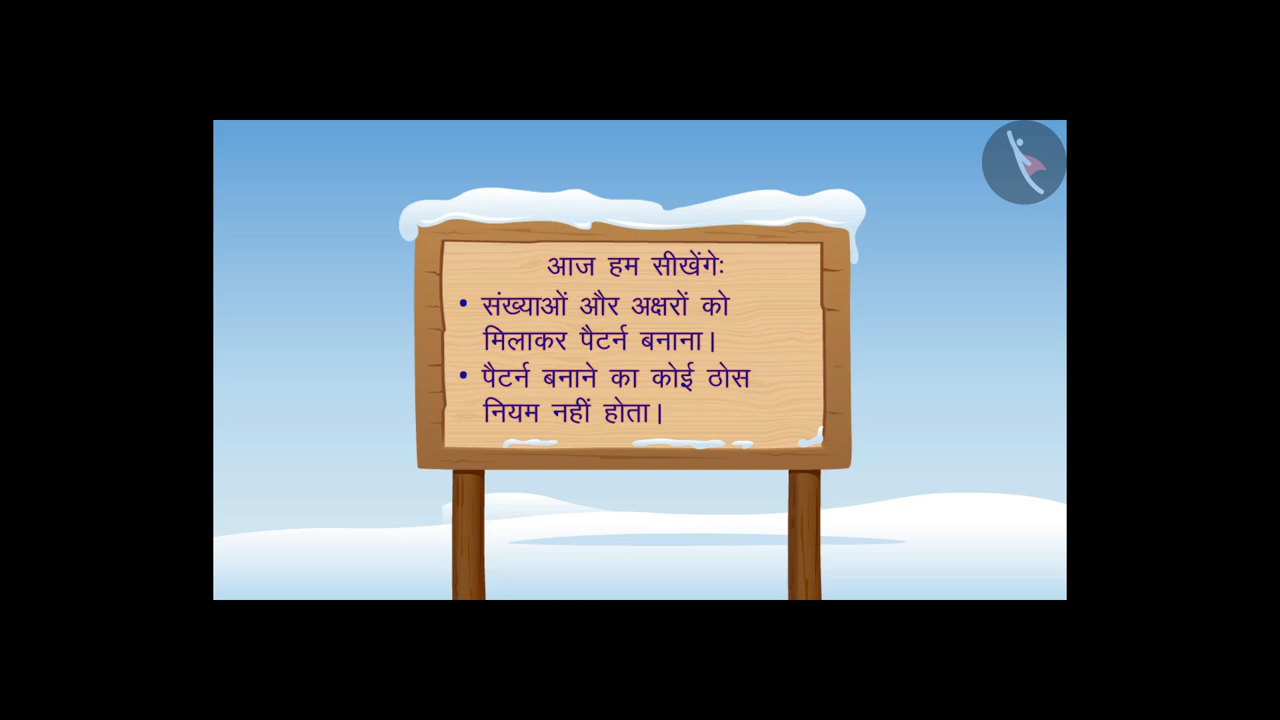 आज हम सीखेंगे:
• संख्याओं और अक्षरों को
मिलाकर पैटर्न बनाना।
• पैटर्न बनाने का कोई ठोस
नियम नहीं होता।